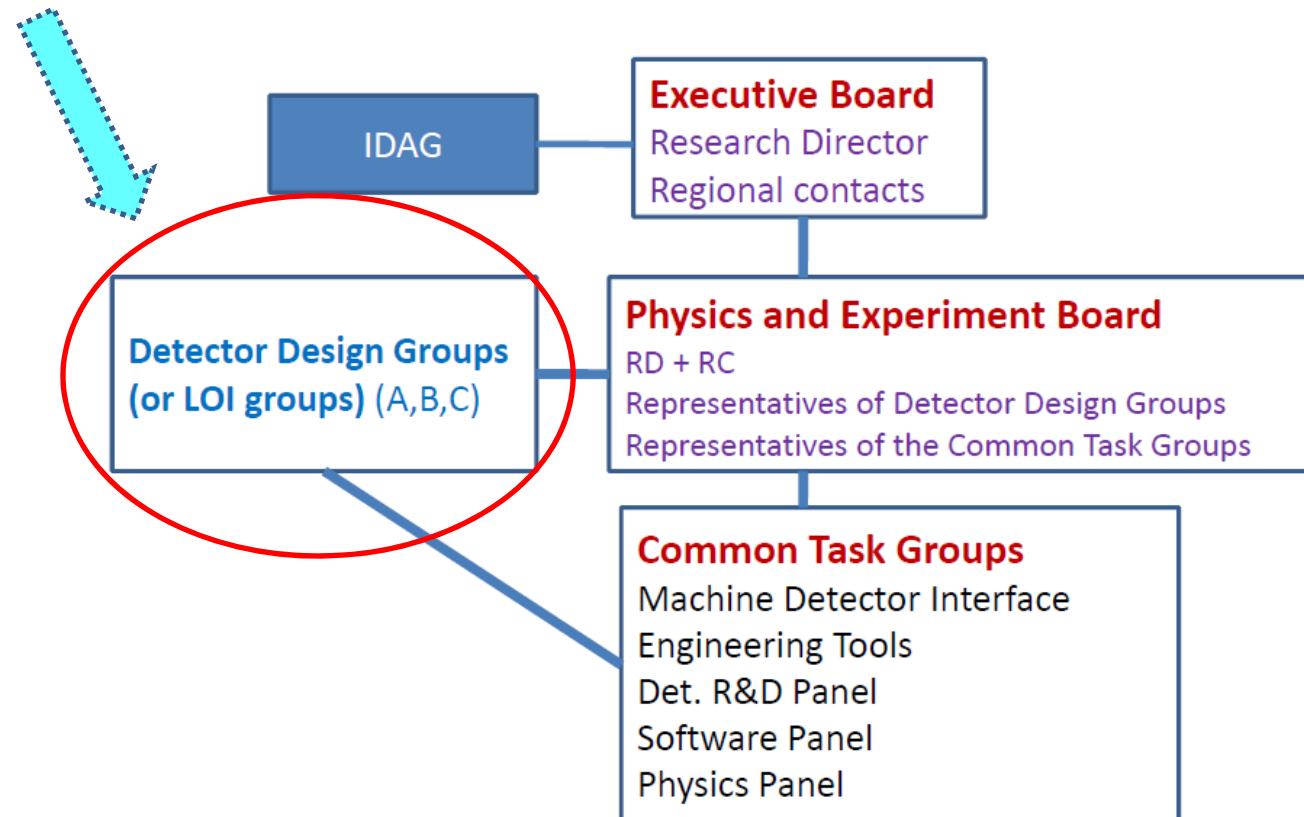 IDAG
Executive Board
Research Director
Regional contacts
Detector Design Groups
(or LOI groups) (A,B,C)
Physics and Experiment Board
RD + RC
Representatives of Detector Design Groups
Representatives of the Common Task Groups
Common Task Groups
Machine Detector Interface
Engineering Tools
Det. R&D Panel
Software Panel
Physics Panel